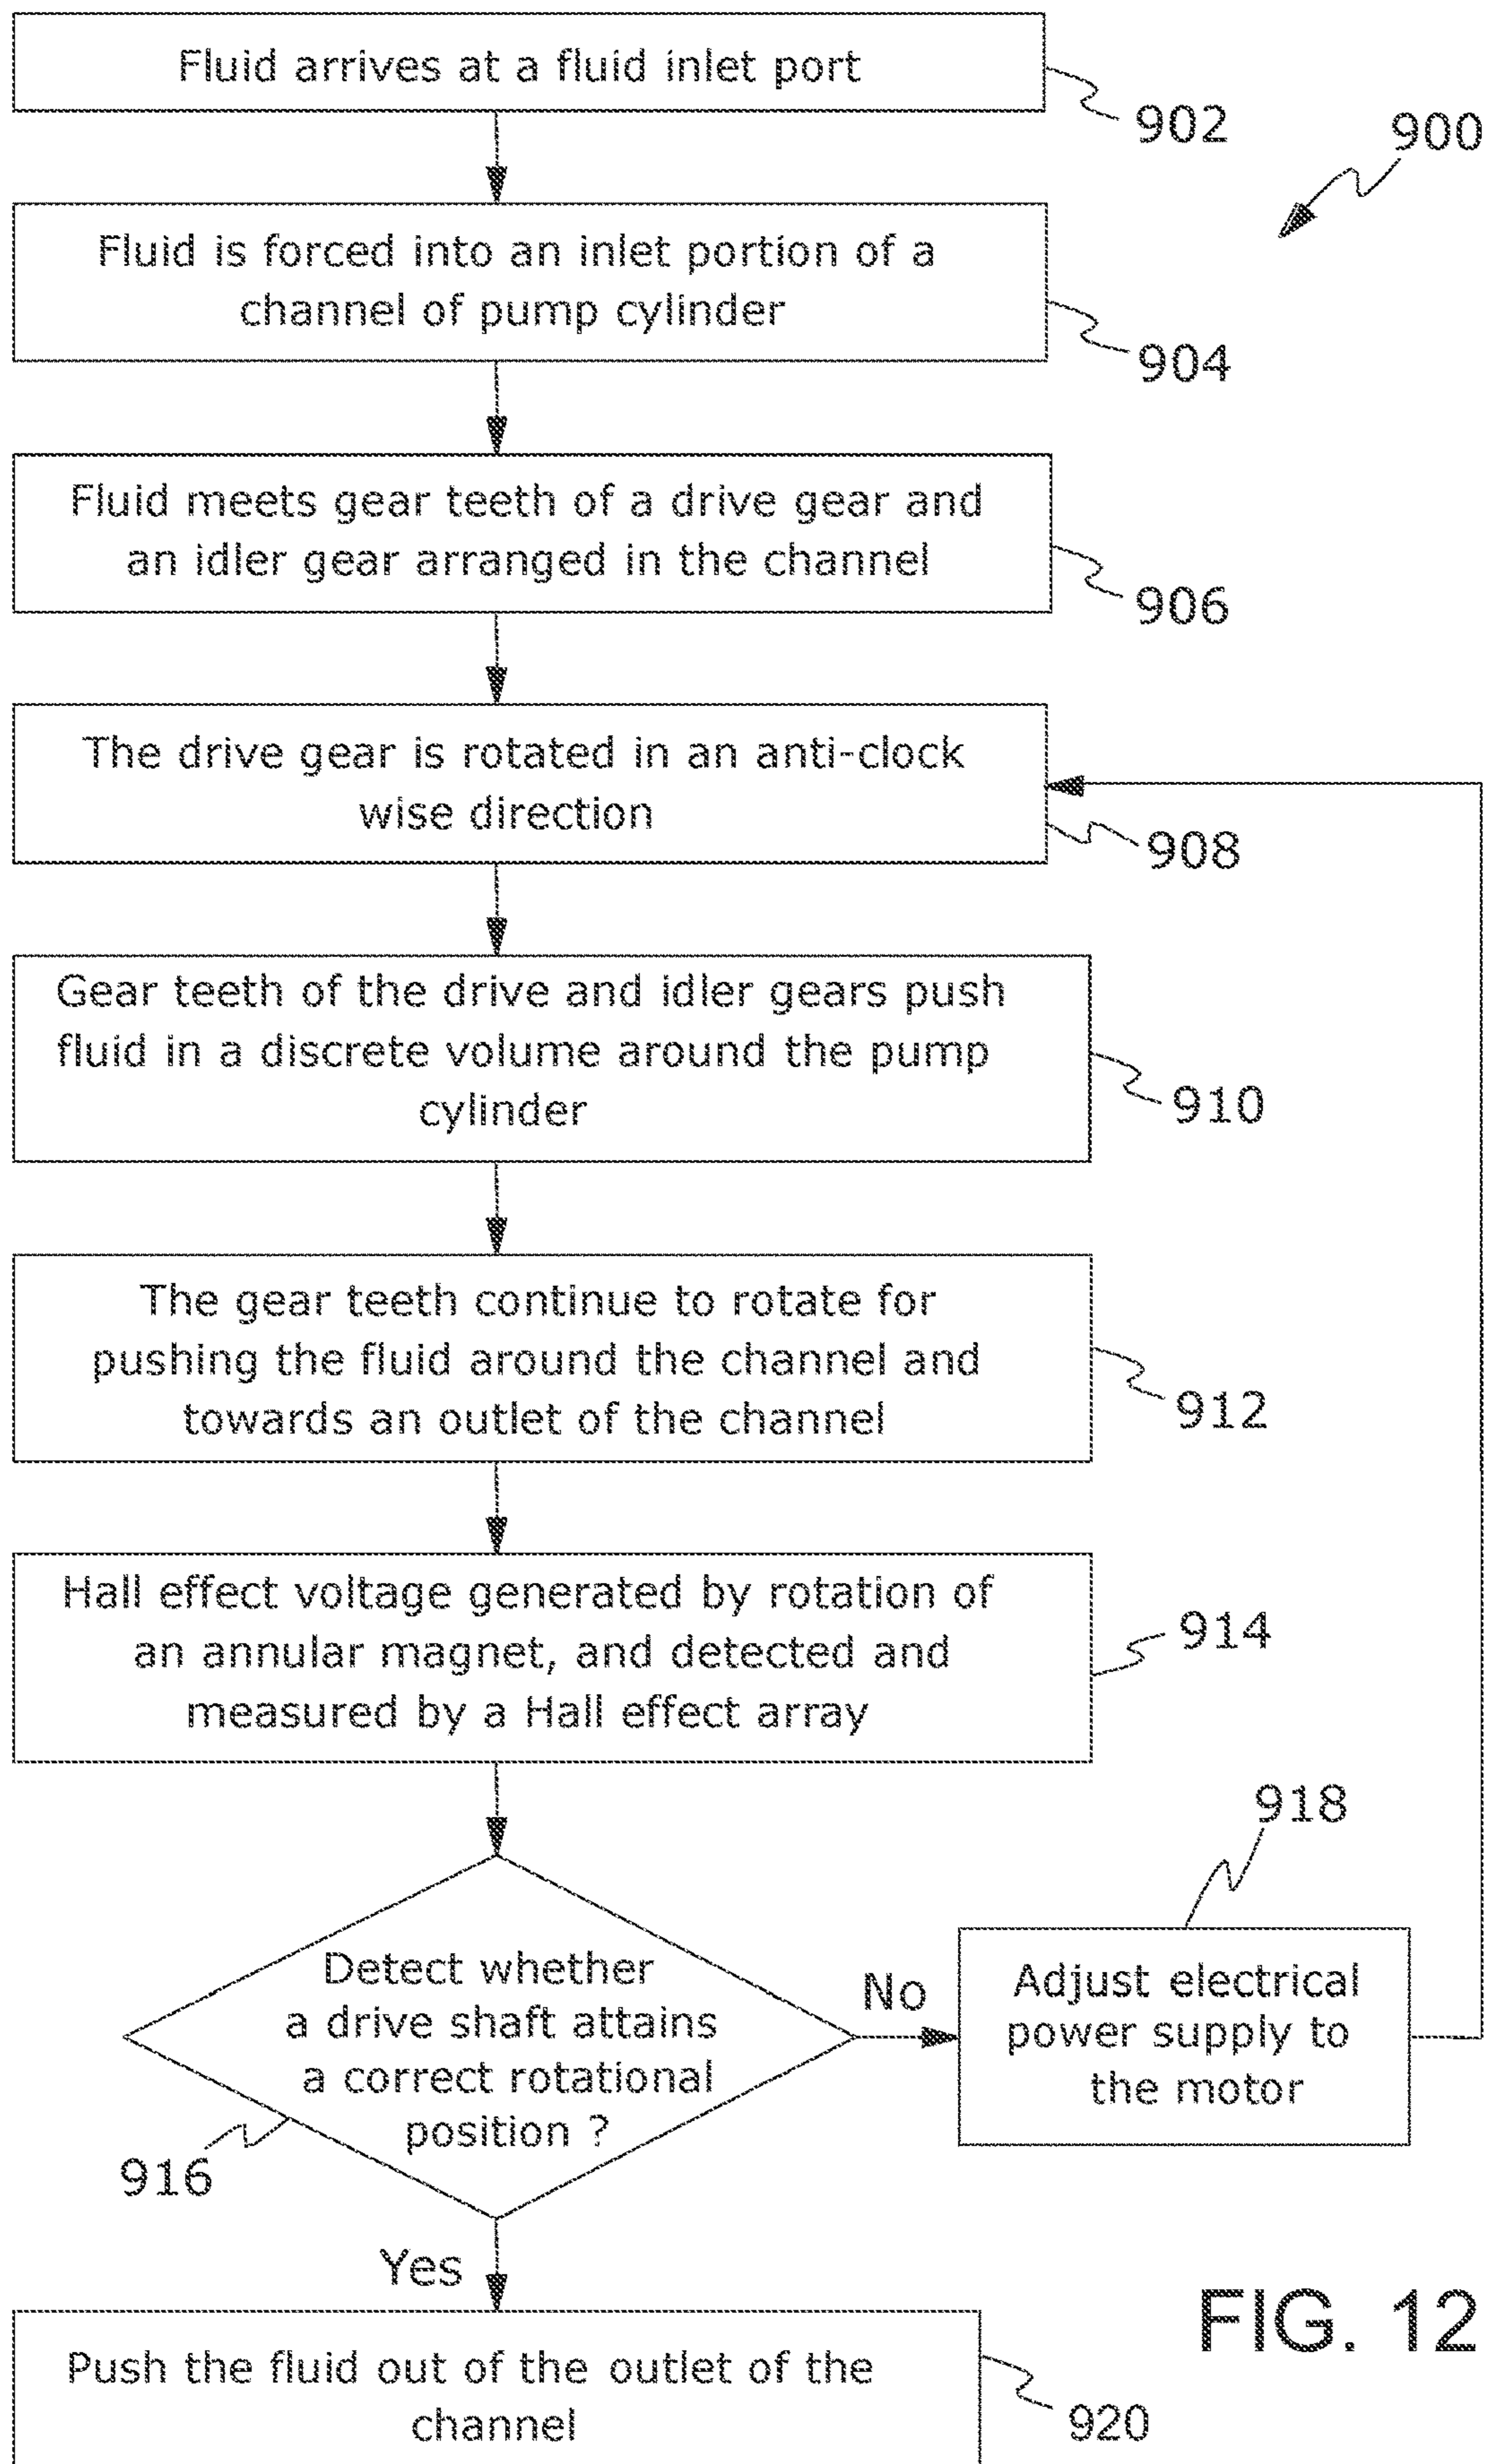 Fluid arrives at a fluid inlet port
902
900
Fluid is forced into an inlet portion of a
channel of pump cylinder
904
Fluid meets gear teeth of a drive gear and
an idler gear arranged in the channel
906
The drive gear is rotated in an anti-clock
wise direction
908
Gear teeth of the drive and idler gears push
fluid in a discrete volume around the pump
cylinder
910
The gear teeth continue to rotate for
pushing the fluid around the channel and
towards an outlet of the channel
912
Hall effect voltage generated by rotation of
an annular magnet, and detected and
measured by a Hall effect array
914
Detect whether
a drive shaft attains
a correct rotational
position ?
916
No
918
Adjust electrical
power supply to
the motor
Yes
Push the fluid out of the outlet of the
channel
920
FIG. 12